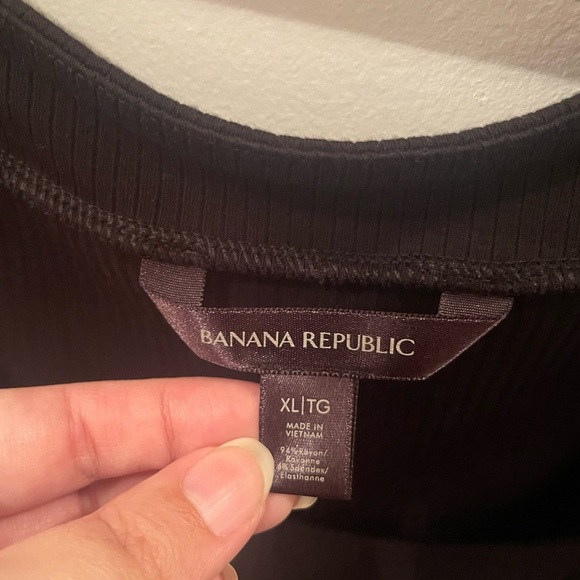 BANANA REPUBLIC
XL|TG
MADE IN
VIETNAM
94% Rayon/
Rayonne
6% Spandex/
Elasthanne